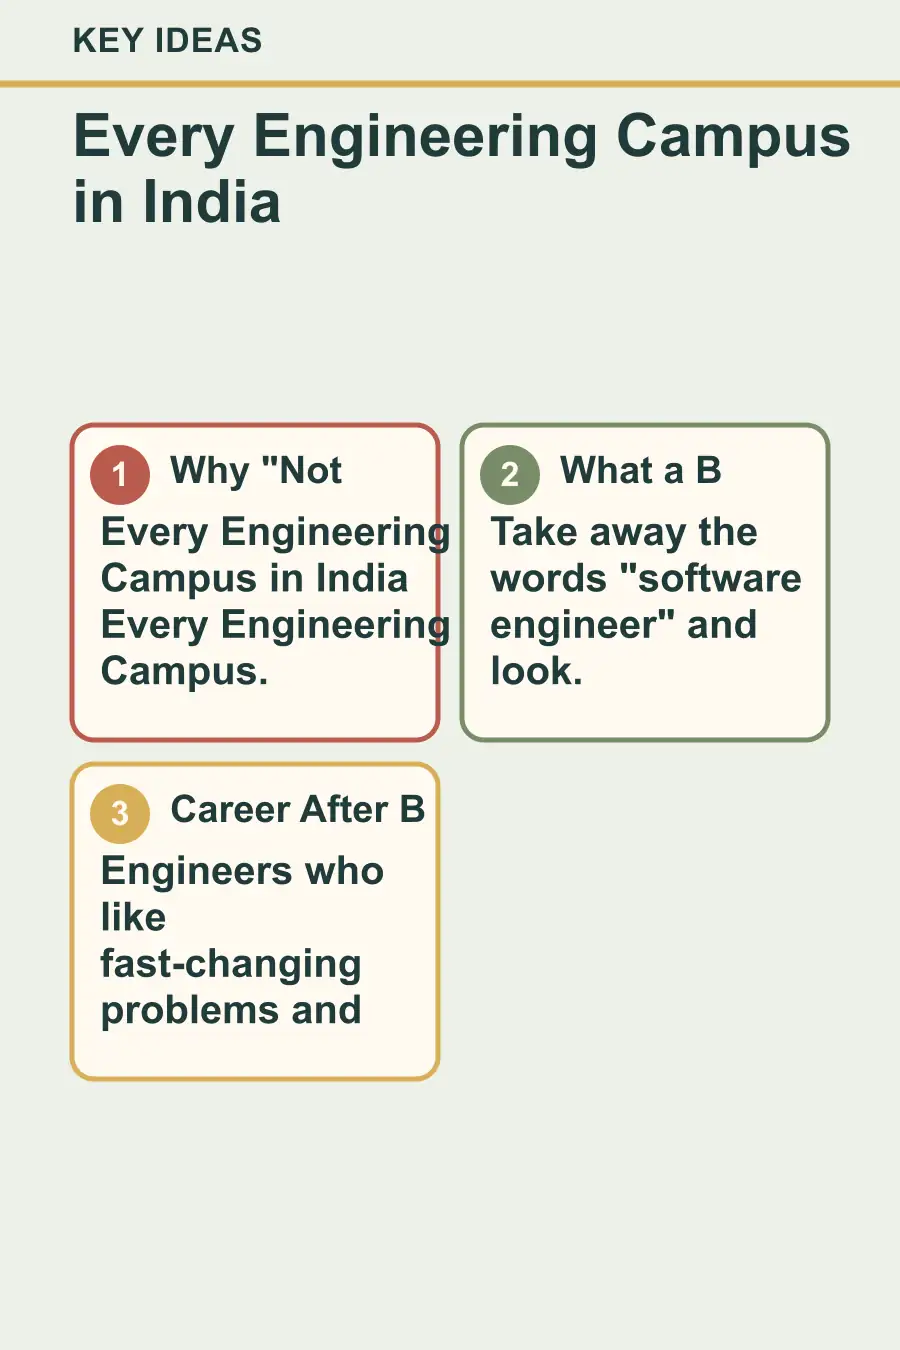 KEY IDEAS
Every Engineering Campus
in India
1 Why "Not
Every Engineering
Campus in India
Every Engineering
Campus.
2 What a B
Take away the
words "software
engineer" and
look.
3 Career After B
Engineers who
like
fast-changing
problems and